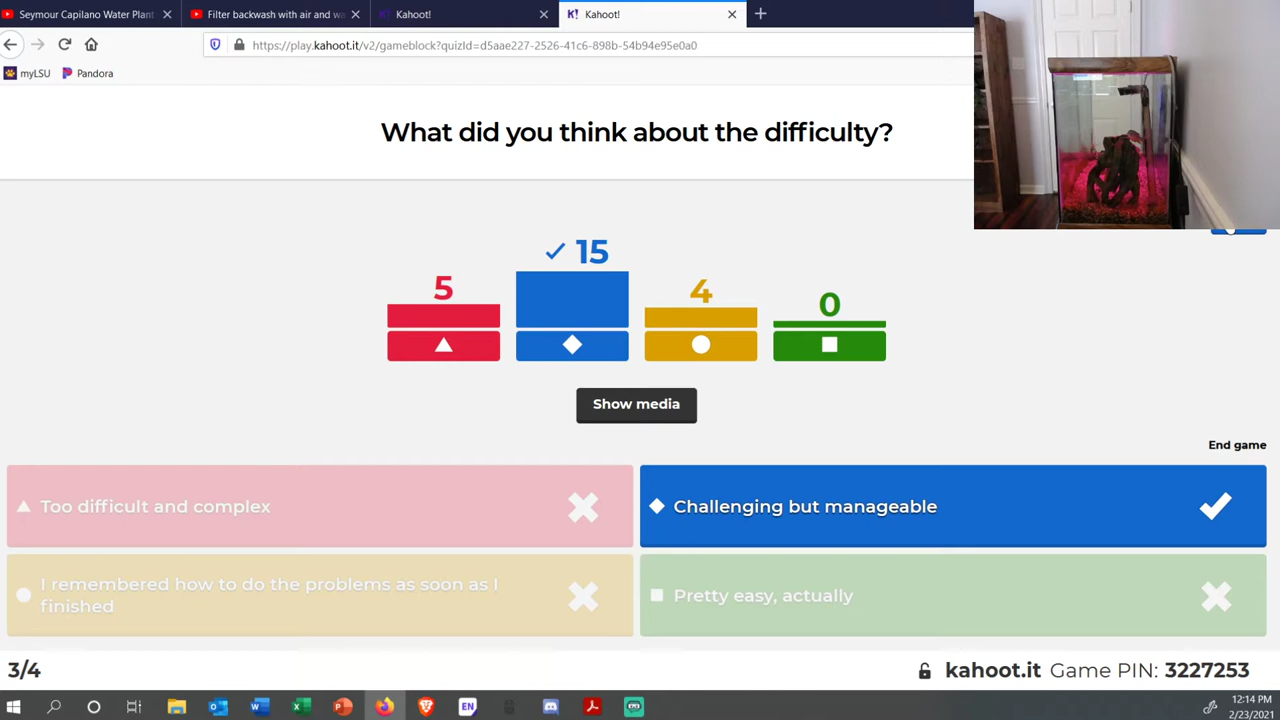 Seymour Capilano Water Plant
Filter backwash with air and wa
Kahoot!
Kahoot!
https://play.kahoot.it/v2/gameblock?quizId=d5aae227-2526-41c6-898b-54b94e95e0a0
myLSU
Pandora
What did you think about the difficulty?
5
15
4
0
Show media
End game
Too difficult and complex
Challenging but manageable
I remembered how to do the problems as soon as I
finished
Pretty easy, actually
3/4
kahoot.it Game PIN: 3227253
EN
12:14 PM
2/23/2021